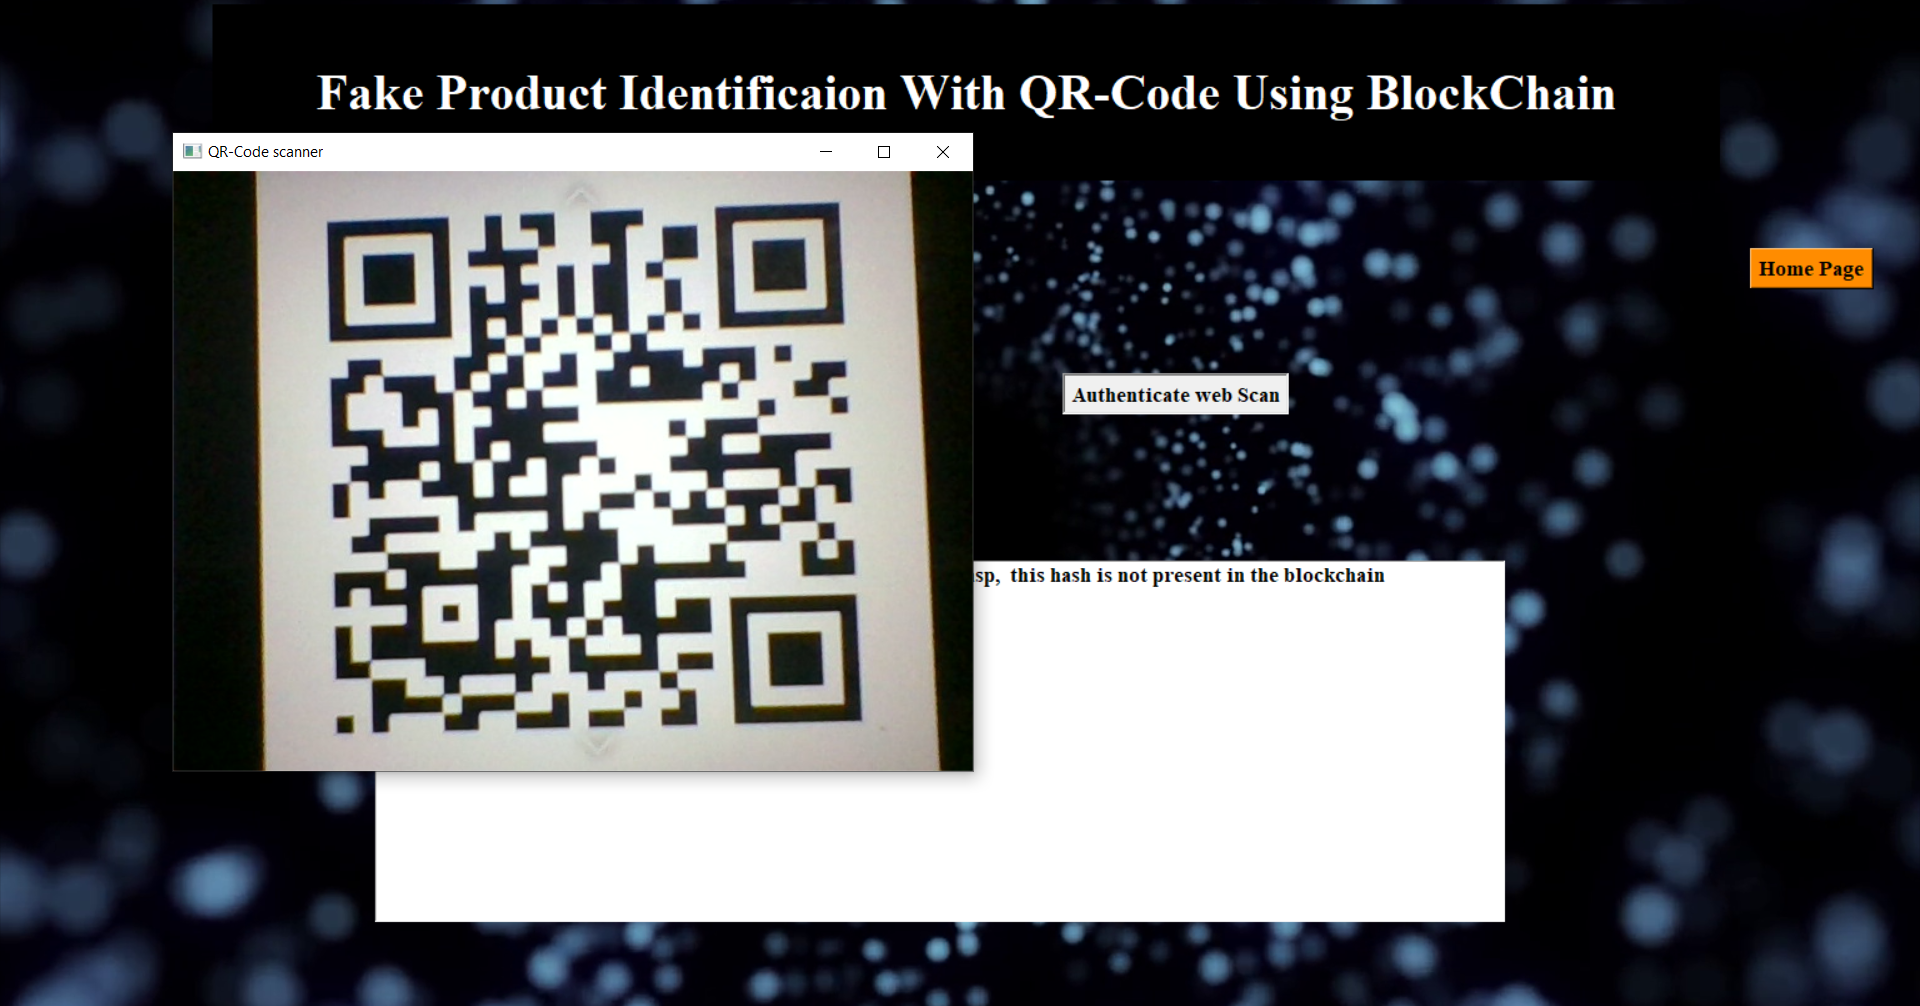 Fake Product Identificaion With QR-Code Using BlockChain
QR-Code scanner
Home Page
Authenticate web Scan
sp, this hash is not present in the blockchain